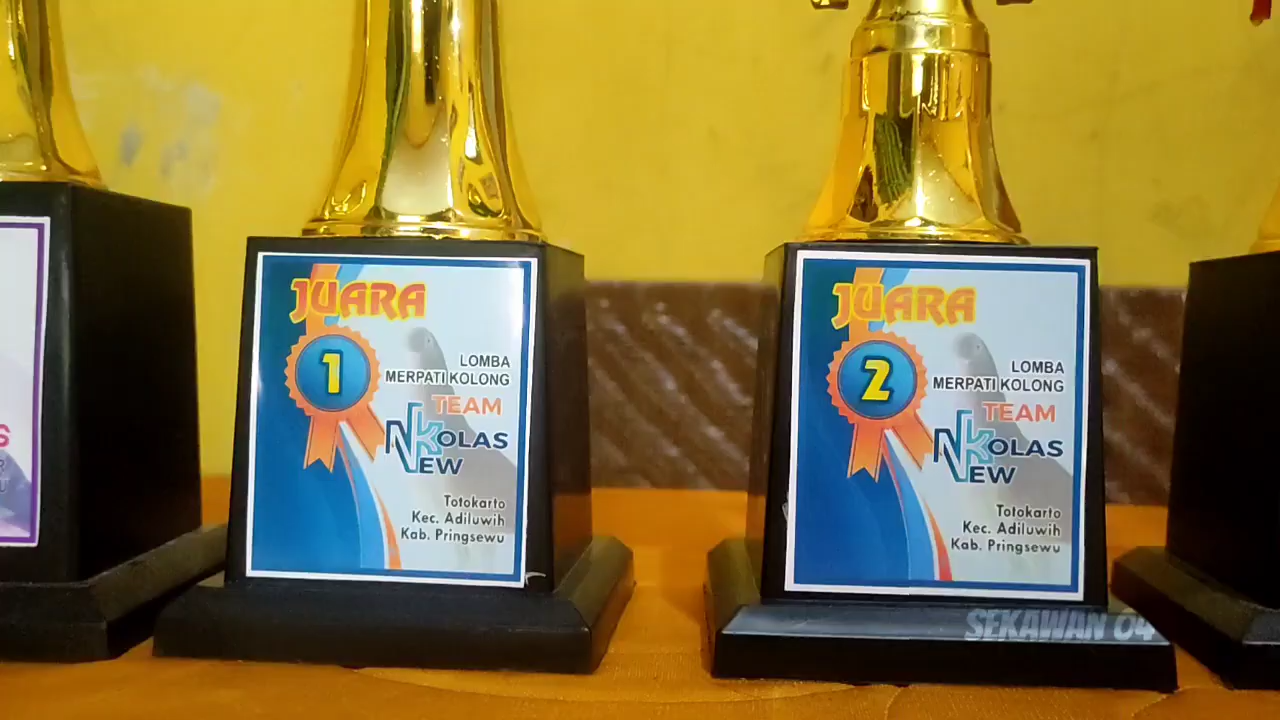 JUARA
1
LOMBA
MERPATI KOLONG
TEAM
NKOLAS
NEW
Totokarto
Kec. Adiluwih
Kab. Pringsewu
JUARA
2
LOMBA
MERPATI KOLONG
TEAM
NKOLAS
NEW
Totokarto
Kec. Adiluwih
Kab. Pringsewu
SEKAWAN 04